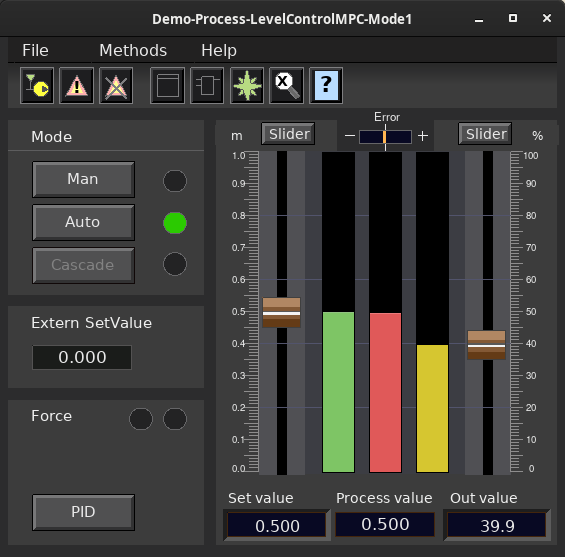 Demo-Process-LevelControlMPC-Mode1
File Methods Help
?
Mode
Man
Auto
Cascade
Extern SetValue
0.000
Force
PID
m Slider Error − + Slider %
1.0 100
0.9 90
0.8 80
0.7 70
0.6 60
0.5 50
0.4 40
0.3 30
0.2 20
0.1 10
0.0 0
Set value Process value Out value
0.500 0.500 39.9